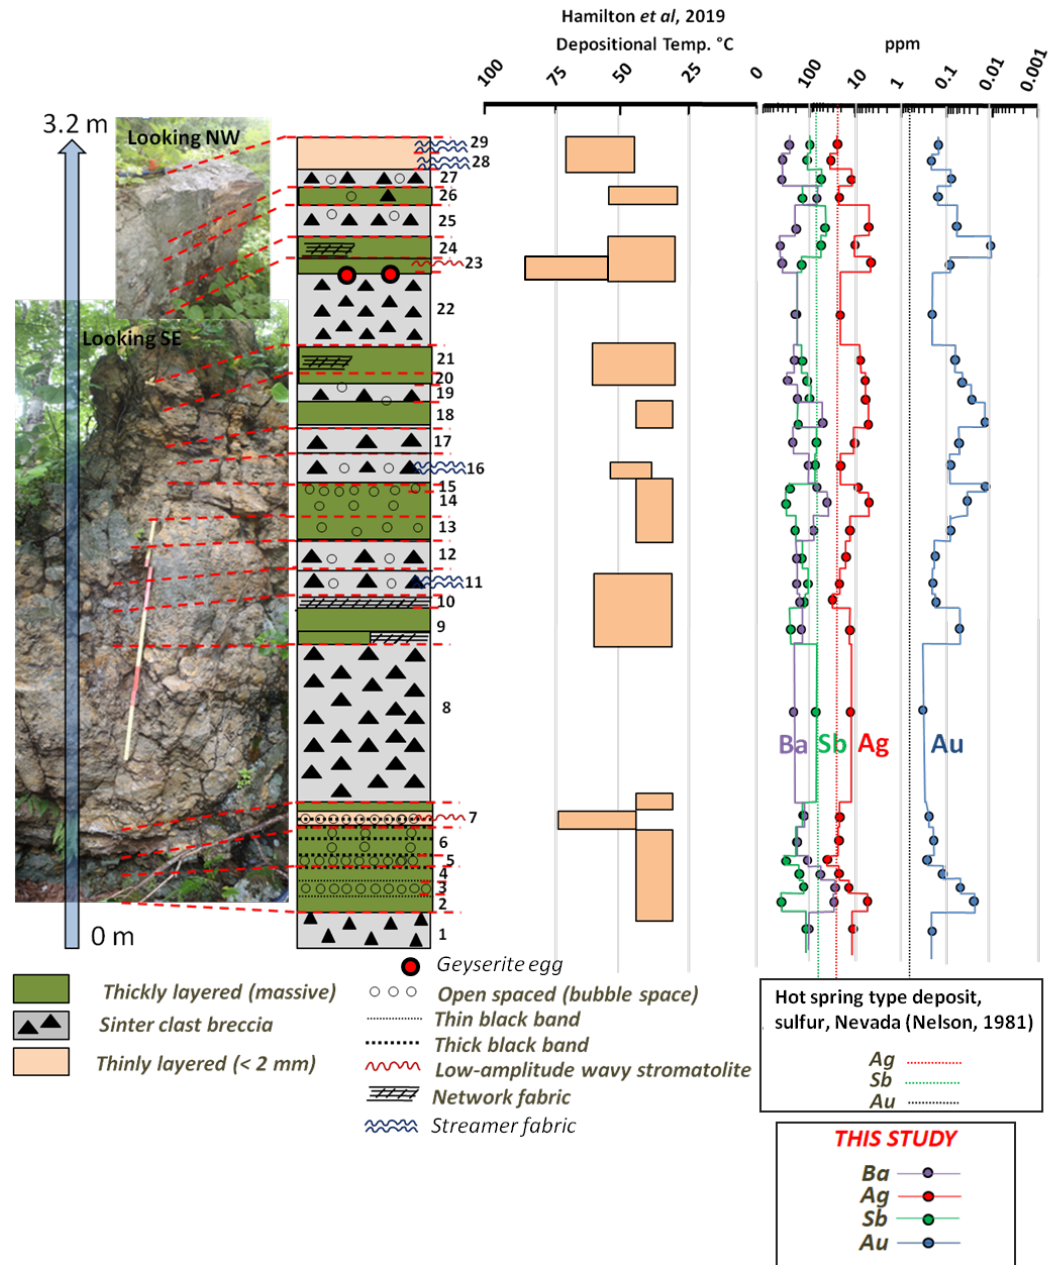 Hamilton et al, 2019
Depositional Temp. °C
ppm
100
75
50
25
0
100
10
1
0.1
0.01
0.001
3.2 m
Looking NW
29
28
27
26
25
24
23
22
Looking SE
21
20
19
18
17
16
15
14
13
12
11
10
9
8
Ba
Sb
Ag
Au
7
6
5
4
3
2
1
0 m
Thickly layered (massive)
Sinter clast breccia
Thinly layered (< 2 mm)
Geyserite egg
Open spaced (bubble space)
Thin black band
Thick black band
Low-amplitude wavy stromatolite
Network fabric
Streamer fabric
Hot spring type deposit,
sulfur, Nevada (Nelson, 1981)
Ag
Sb
Au
THIS STUDY
Ba
Ag
Sb
Au